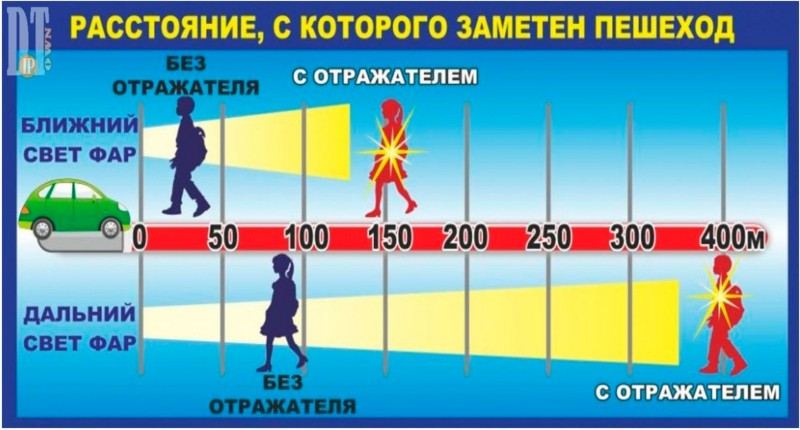 РАССТОЯНИЕ, С КОТОРОГО ЗАМЕТЕН ПЕШЕХОД
БЕЗ
ОТРАЖАТЕЛЯ
С ОТРАЖАТЕЛЕМ
БЛИЖНИЙ
СВЕТ ФАР
0 50 100 150 200 250 300 400м
ДАЛЬНИЙ
СВЕТ ФАР
БЕЗ
ОТРАЖАТЕЛЯ
С ОТРАЖАТЕЛЕМ